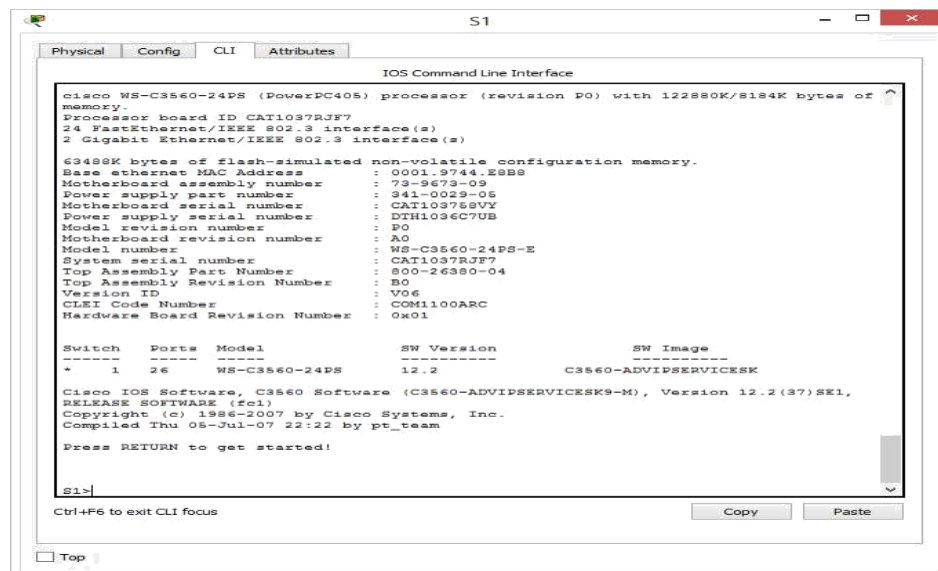 S1
Physical Config CLI Attributes
IOS Command Line Interface
cisco WS-C3560-24PS (PowerPC405) processor (revision P0) with 122880K/8184K bytes of
memory.
Processor board ID CAT1037RJF7
24 FastEthernet/IEEE 802.3 interface(s)
2 Gigabit Ethernet/IEEE 802.3 interface(s)
63488K bytes of flash-simulated non-volatile configuration memory.
Base ethernet MAC Address : 0001.9744.E8B8
Motherboard assembly number : 73-9673-09
Power supply part number : 341-0029-05
Motherboard serial number : CAT103758VY
Power supply serial number : DTH1036C7UB
Model revision number : P0
Motherboard revision number : A0
Model number : WS-C3560-24PS-E
System serial number : CAT1037RJF7
Top Assembly Part Number : 800-26380-04
Top Assembly Revision Number : B0
Version ID : V06
CLEI Code Number : COM1100ARC
Hardware Board Revision Number : 0x01
Switch Ports Model SW Version SW Image
------ ----- ----- ---------- ----------
* 1 26 WS-C3560-24PS 12.2 C3560-ADVIPSERVICESK
Cisco IOS Software, C3560 Software (C3560-ADVIPSERVICESK9-M), Version 12.2(37)SE1,
RELEASE SOFTWARE (fc1)
Copyright (c) 1986-2007 by Cisco Systems, Inc.
Compiled Thu 05-Jul-07 22:22 by pt_team
Press RETURN to get started!
S1>
Ctrl+F6 to exit CLI focus Copy Paste
Top